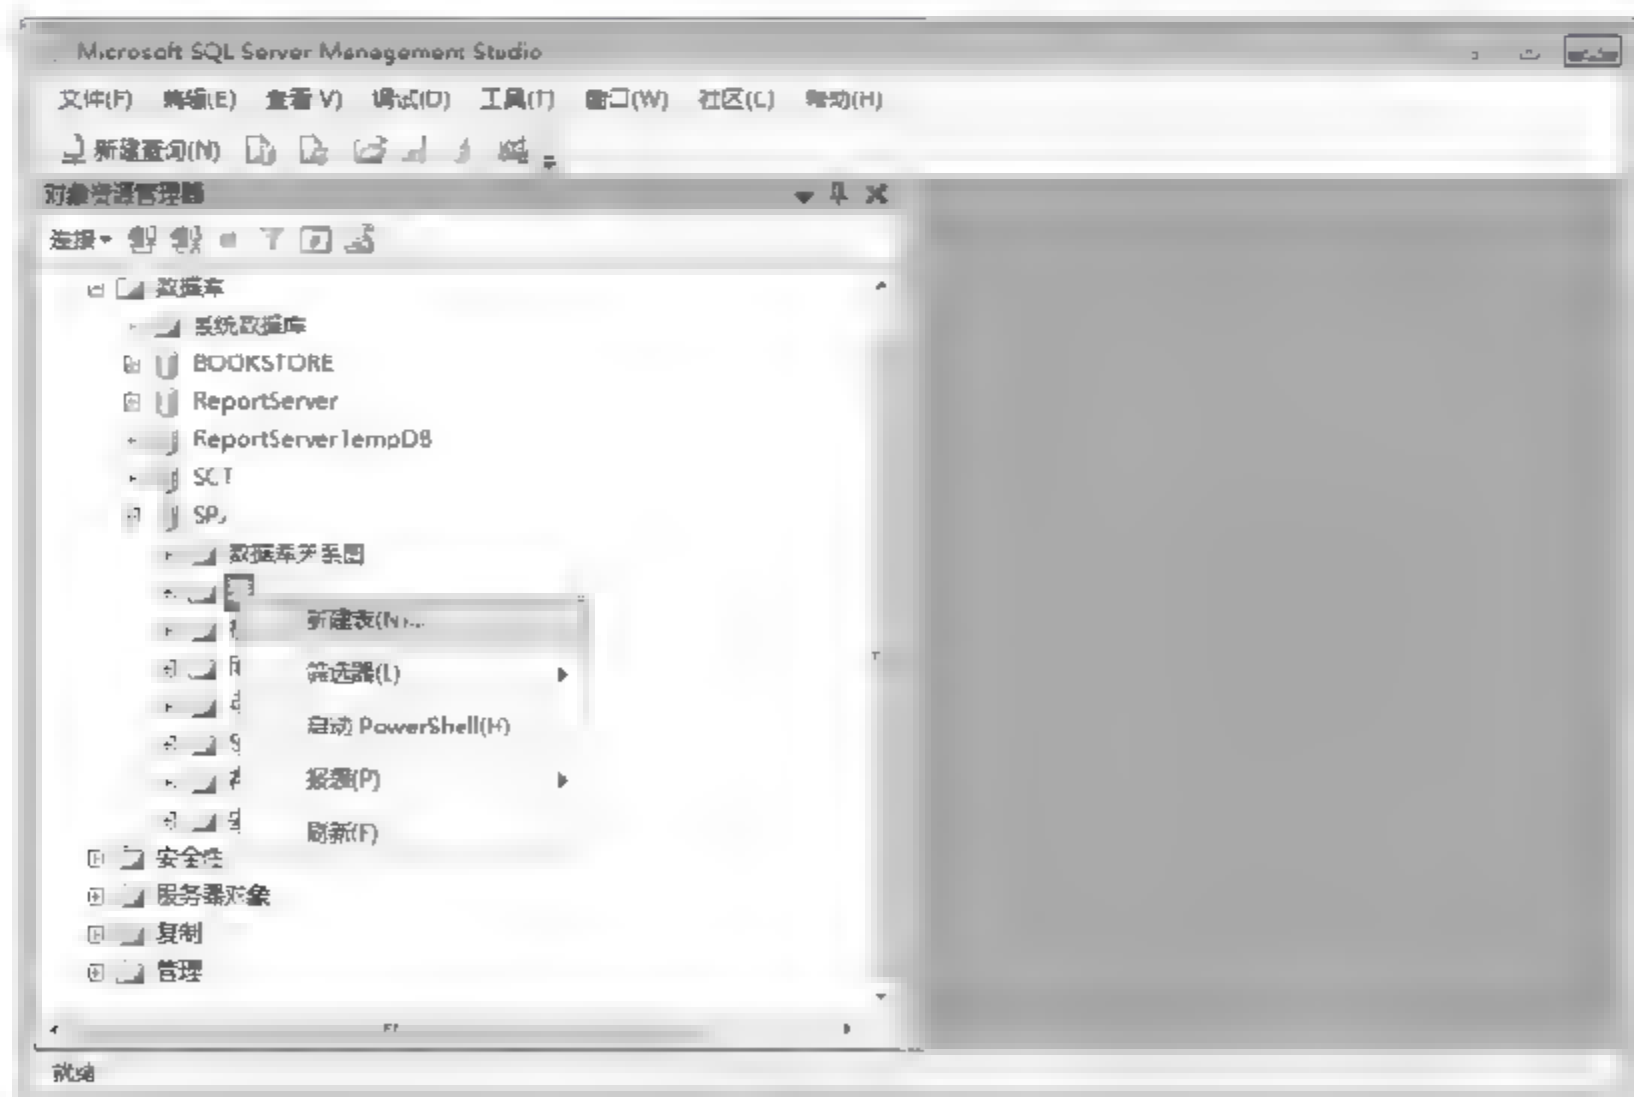 Microsoft SQL Server Management Studio
文件(F) 编辑(E) 查看(V) 调试(D) 工具(T) 窗口(W) 社区(C) 帮助(H)
新建查询(N)
对象资源管理器
连接
数据库
系统数据库
BOOKSTORE
ReportServer
ReportServerTempDB
SCT
SPJ
数据库关系图
新建表(N)...
筛选器(L)
启动 PowerShell(H)
报表(P)
刷新(F)
安全性
服务器对象
复制
管理
就绪